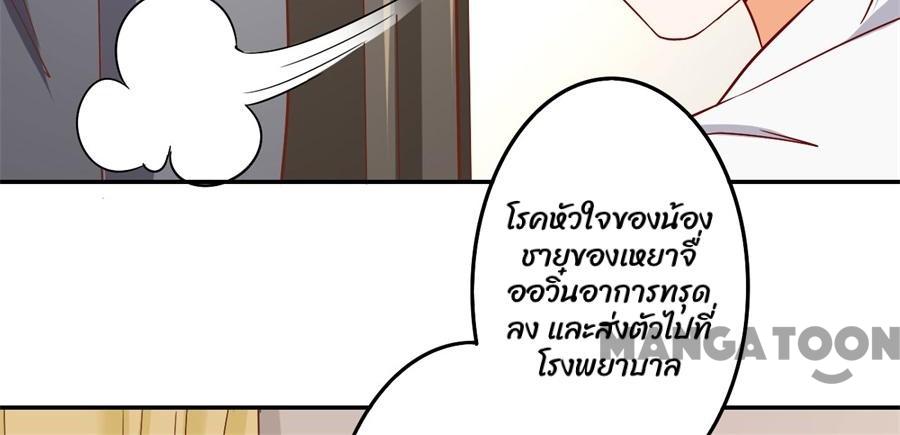 โรคหัวใจของน้อง
ชายของเหยาจื่
ออวิ๋นอาการทรุด
ลง และส่งตัวไปที่
โรงพยาบาล
MANGATOON